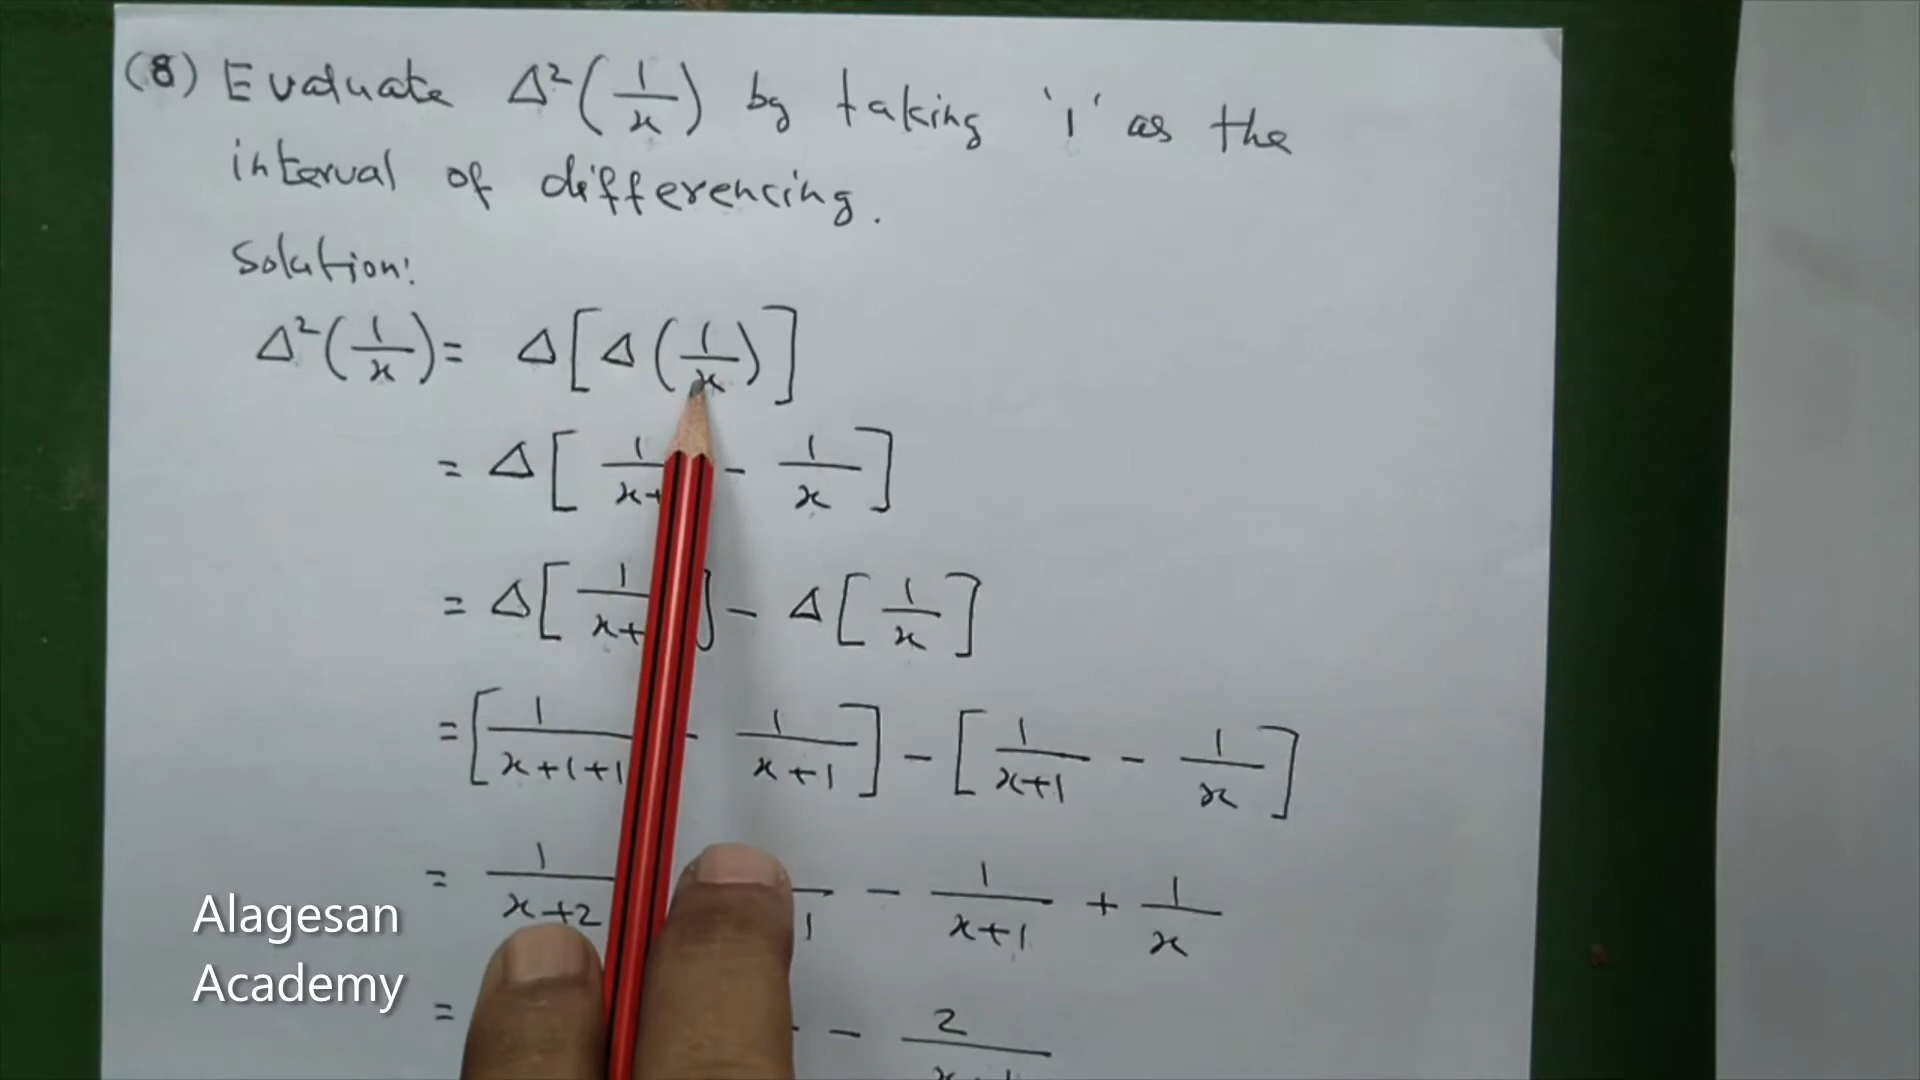 (8) Evaluate Δ²(1/x) by taking '1' as the
interval of differencing.
Solution:
Δ²(1/x) = Δ[Δ(1/x)]
= Δ[1/x+ - 1/x]
= Δ[1/x+ ] - Δ[1/x]
= [1/x+1+1 - 1/x+1] - [1/x+1 - 1/x]
= 1/x+2 1 - 1/x+1 + 1/x
= - 2/
Alagesan
Academy